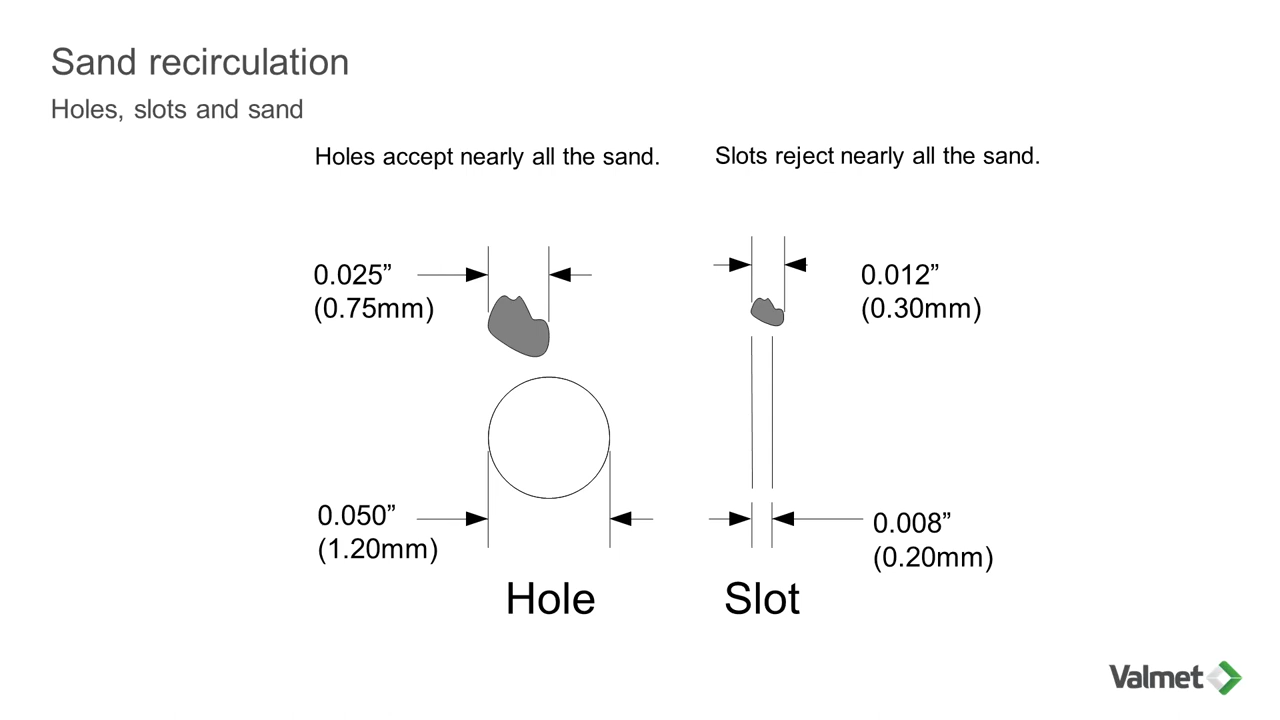 Sand recirculation
Holes, slots and sand
Holes accept nearly all the sand.
Slots reject nearly all the sand.
0.025”
(0.75mm)
0.012”
(0.30mm)
0.050”
(1.20mm)
0.008”
(0.20mm)
Hole
Slot
Valmet